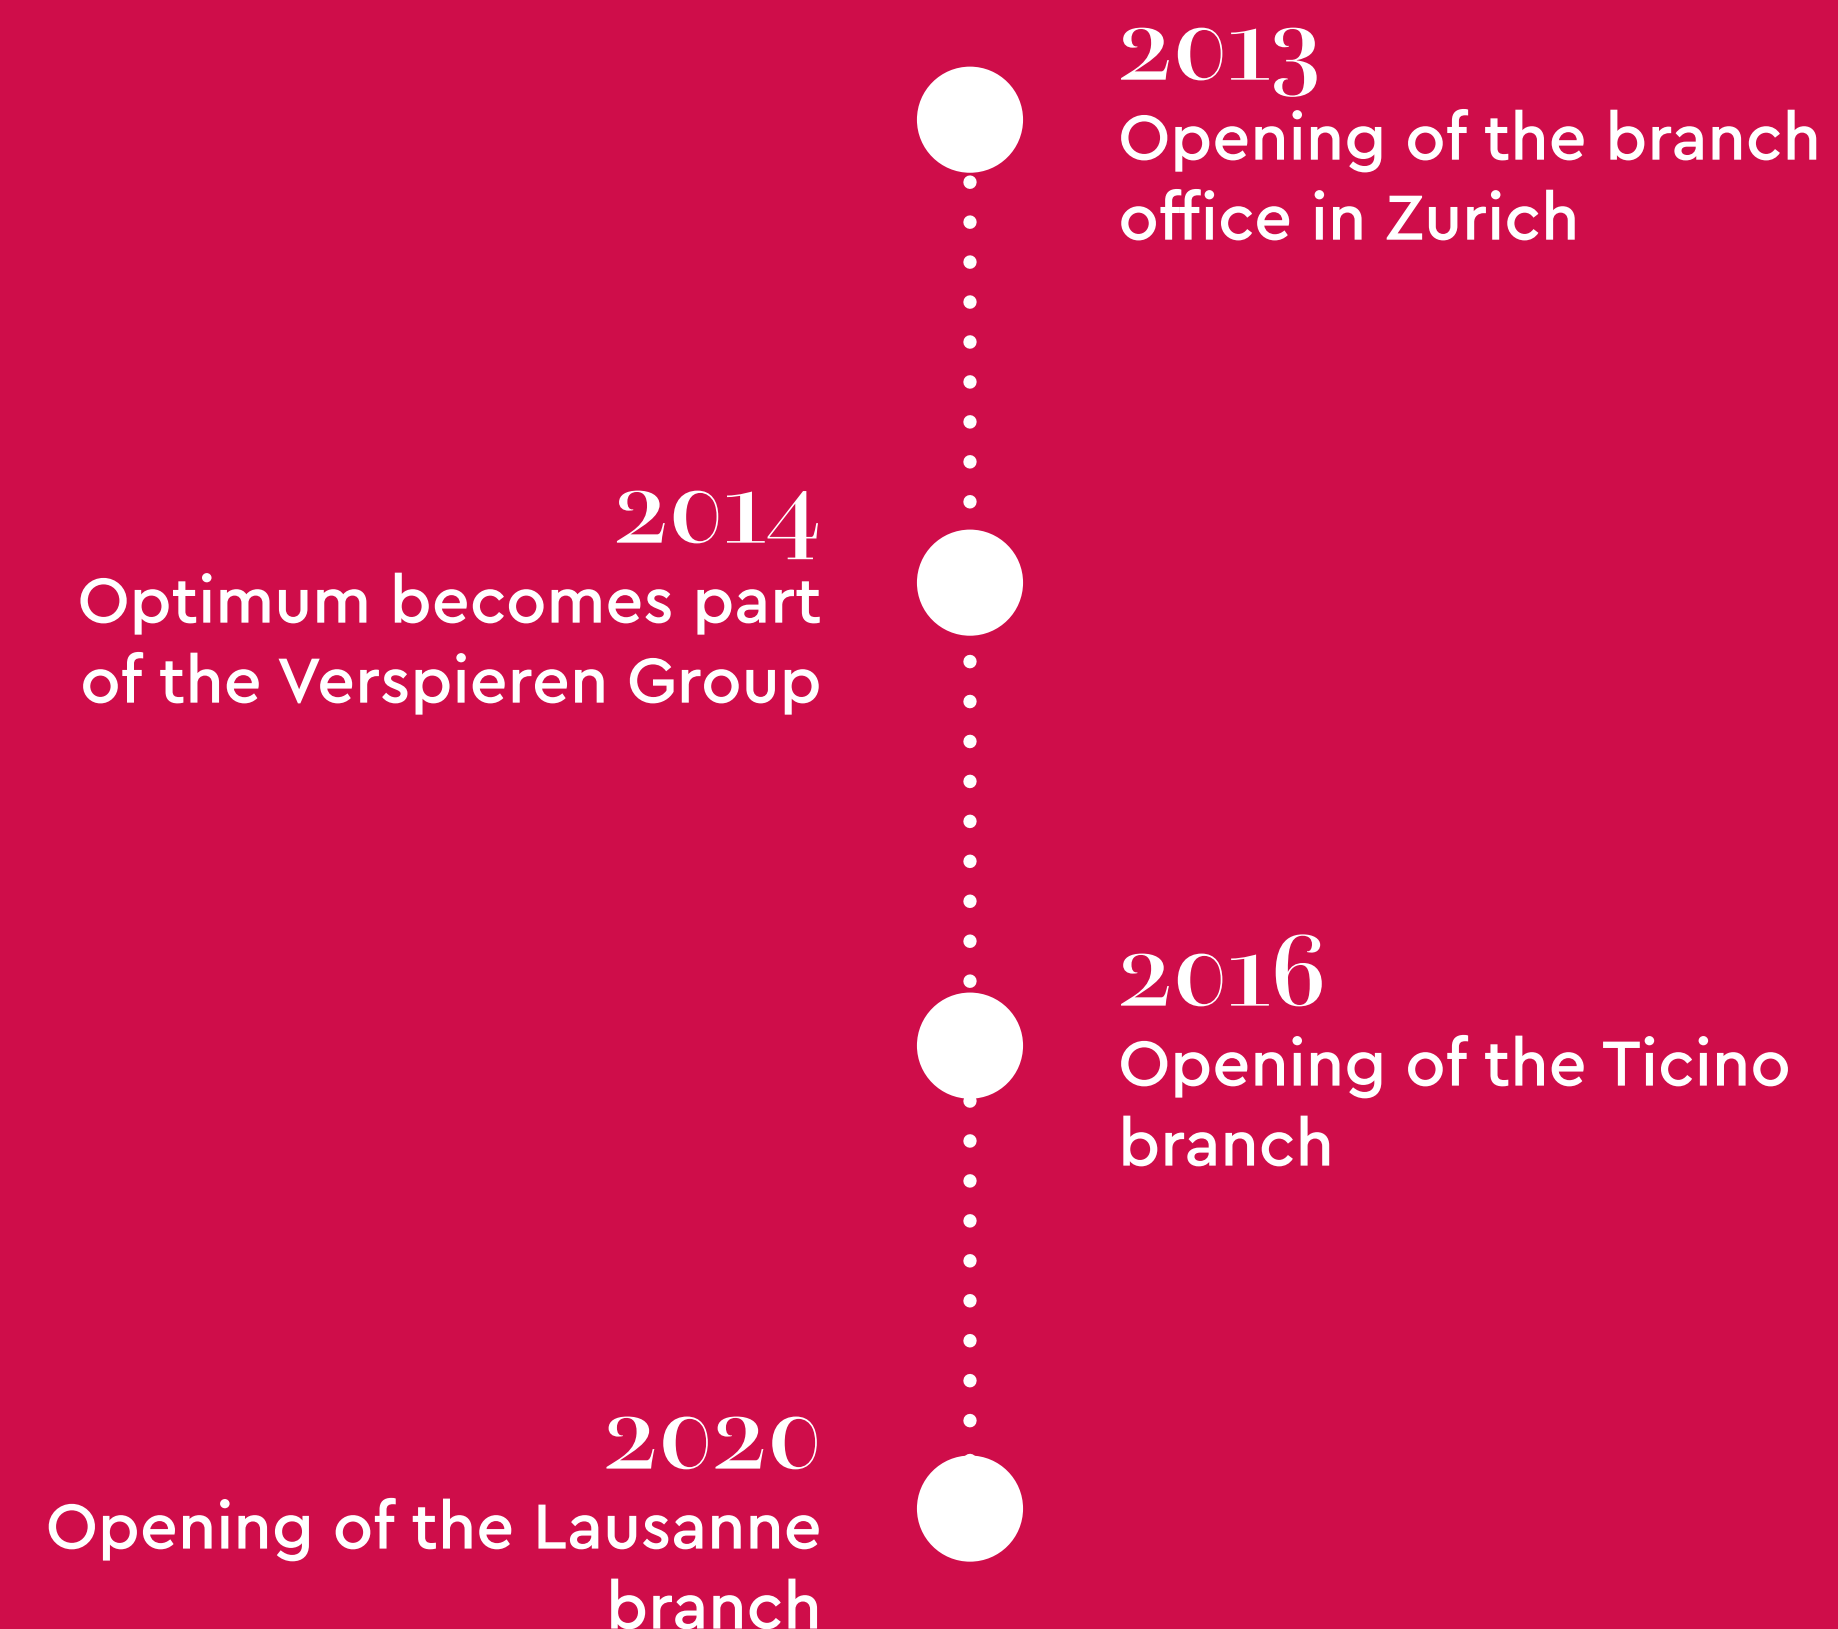 2013
Opening of the branch
office in Zurich
2014
Optimum becomes part
of the Verspieren Group
2016
Opening of the Ticino
branch
2020
Opening of the Lausanne
branch